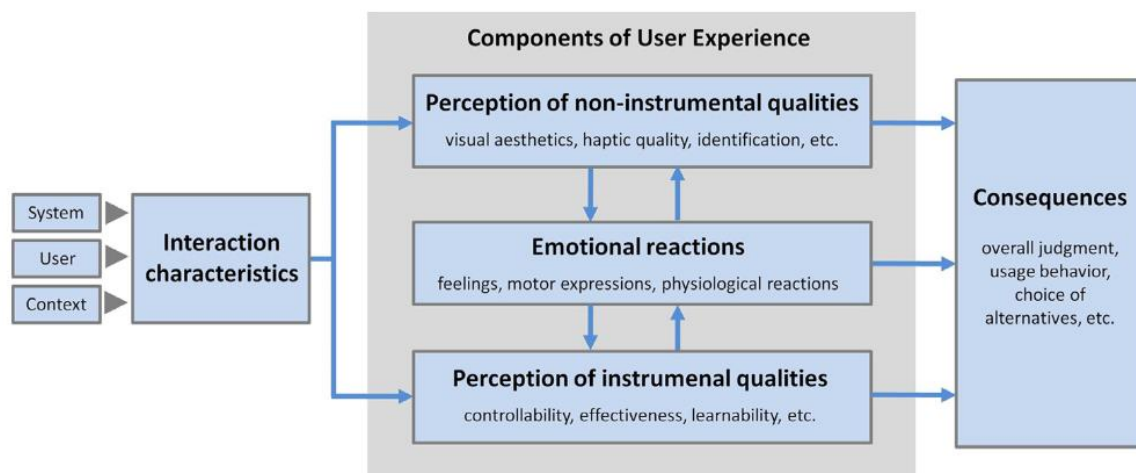 Components of User Experience
Perception of non-instrumental qualities
visual aesthetics, haptic quality, identification, etc.
System
User
Context
Interaction
characteristics
Emotional reactions
feelings, motor expressions, physiological reactions
Perception of instrumenal qualities
controllability, effectiveness, learnability, etc.
Consequences
overall judgment,
usage behavior,
choice of
alternatives, etc.